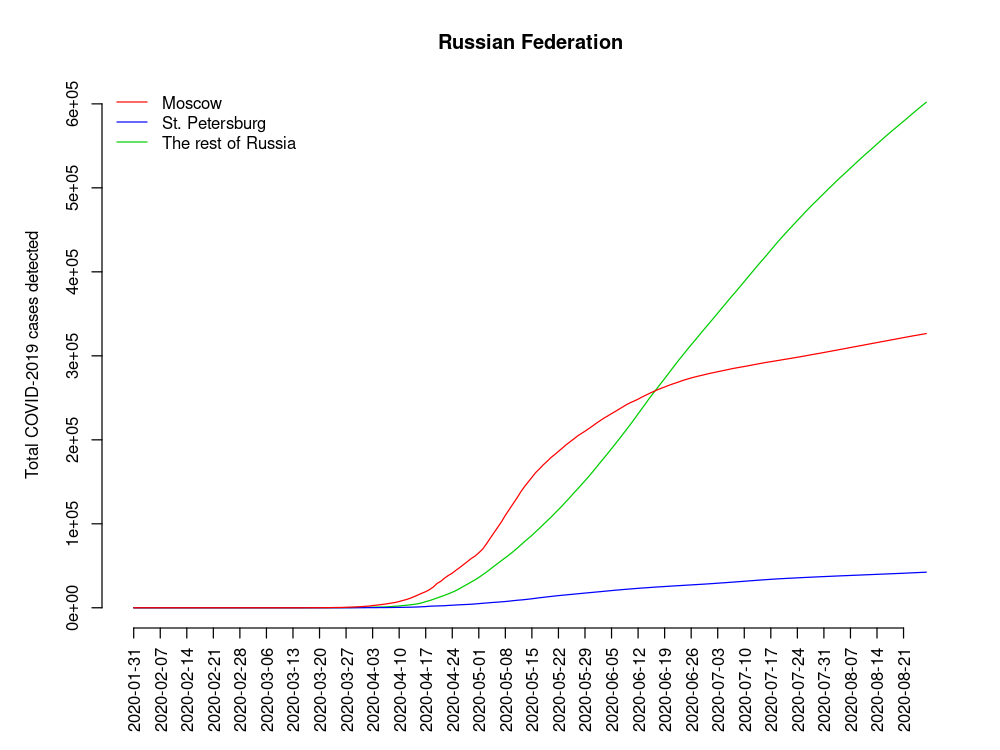 Russian Federation
Moscow
St. Petersburg
The rest of Russia
Total COVID-2019 cases detected
6e+05
5e+05
4e+05
3e+05
2e+05
1e+05
0e+00
2020-01-31
2020-02-07
2020-02-14
2020-02-21
2020-02-28
2020-03-06
2020-03-13
2020-03-20
2020-03-27
2020-04-03
2020-04-10
2020-04-17
2020-04-24
2020-05-01
2020-05-08
2020-05-15
2020-05-22
2020-05-29
2020-06-05
2020-06-12
2020-06-19
2020-06-26
2020-07-03
2020-07-10
2020-07-17
2020-07-24
2020-07-31
2020-08-07
2020-08-14
2020-08-21